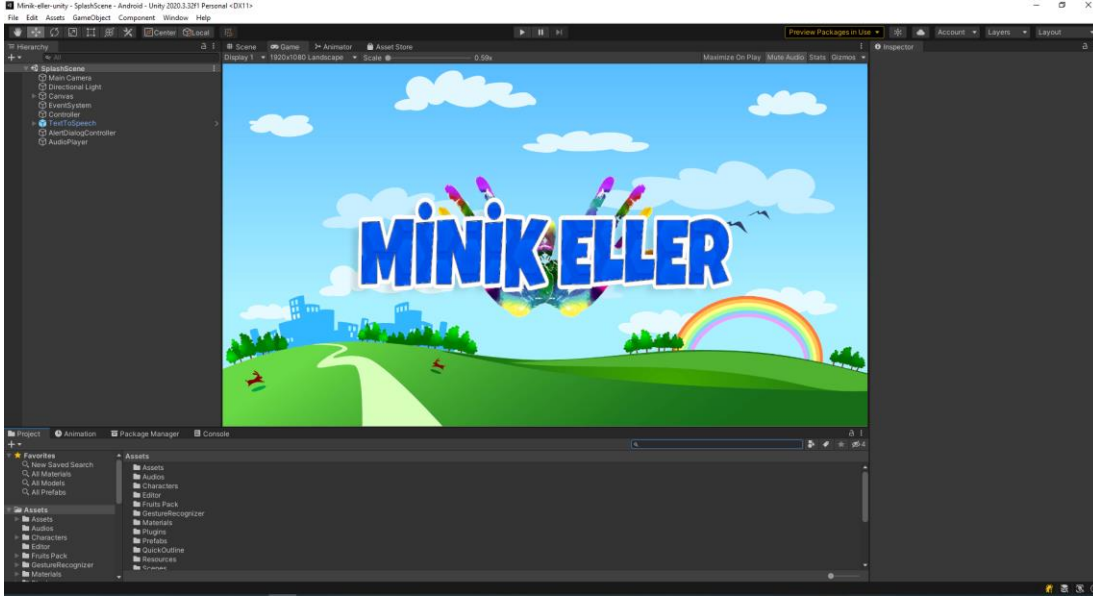 Minik-eller-unity - SplashScene - Android - Unity 2020.3.32f1 Personal <DX11>
File Edit Assets GameObject Component Window Help
Center Local
Preview Packages in Use
Account
Layers
Layout
Hierarchy
All
SplashScene
Main Camera
Directional Light
Canvas
EventSystem
Controller
TextToSpeech
AlertDialogController
AudioPlayer
Scene Game Animator Asset Store
Display 1 1920x1080 Landscape Scale 0.59x Maximize On Play Mute Audio Stats Gizmos
MİNİK ELLER
Inspector
Project Animation Package Manager Console
Favorites
New Saved Search
All Materials
All Models
All Prefabs
Assets
Assets
Audios
Characters
Editor
Fruits Pack
GestureRecognizer
Materials
Assets
Assets
Audios
Characters
Editor
Fruits Pack
GestureRecognizer
Materials
Plugins
Prefabs
QuickOutline
Resources
Scenes